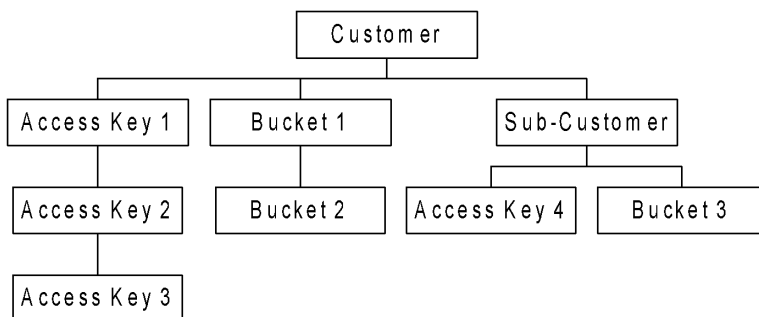 Customer
Access Key 1
Bucket 1
Sub-Customer
Access Key 2
Bucket 2
Access Key 4
Bucket 3
Access Key 3